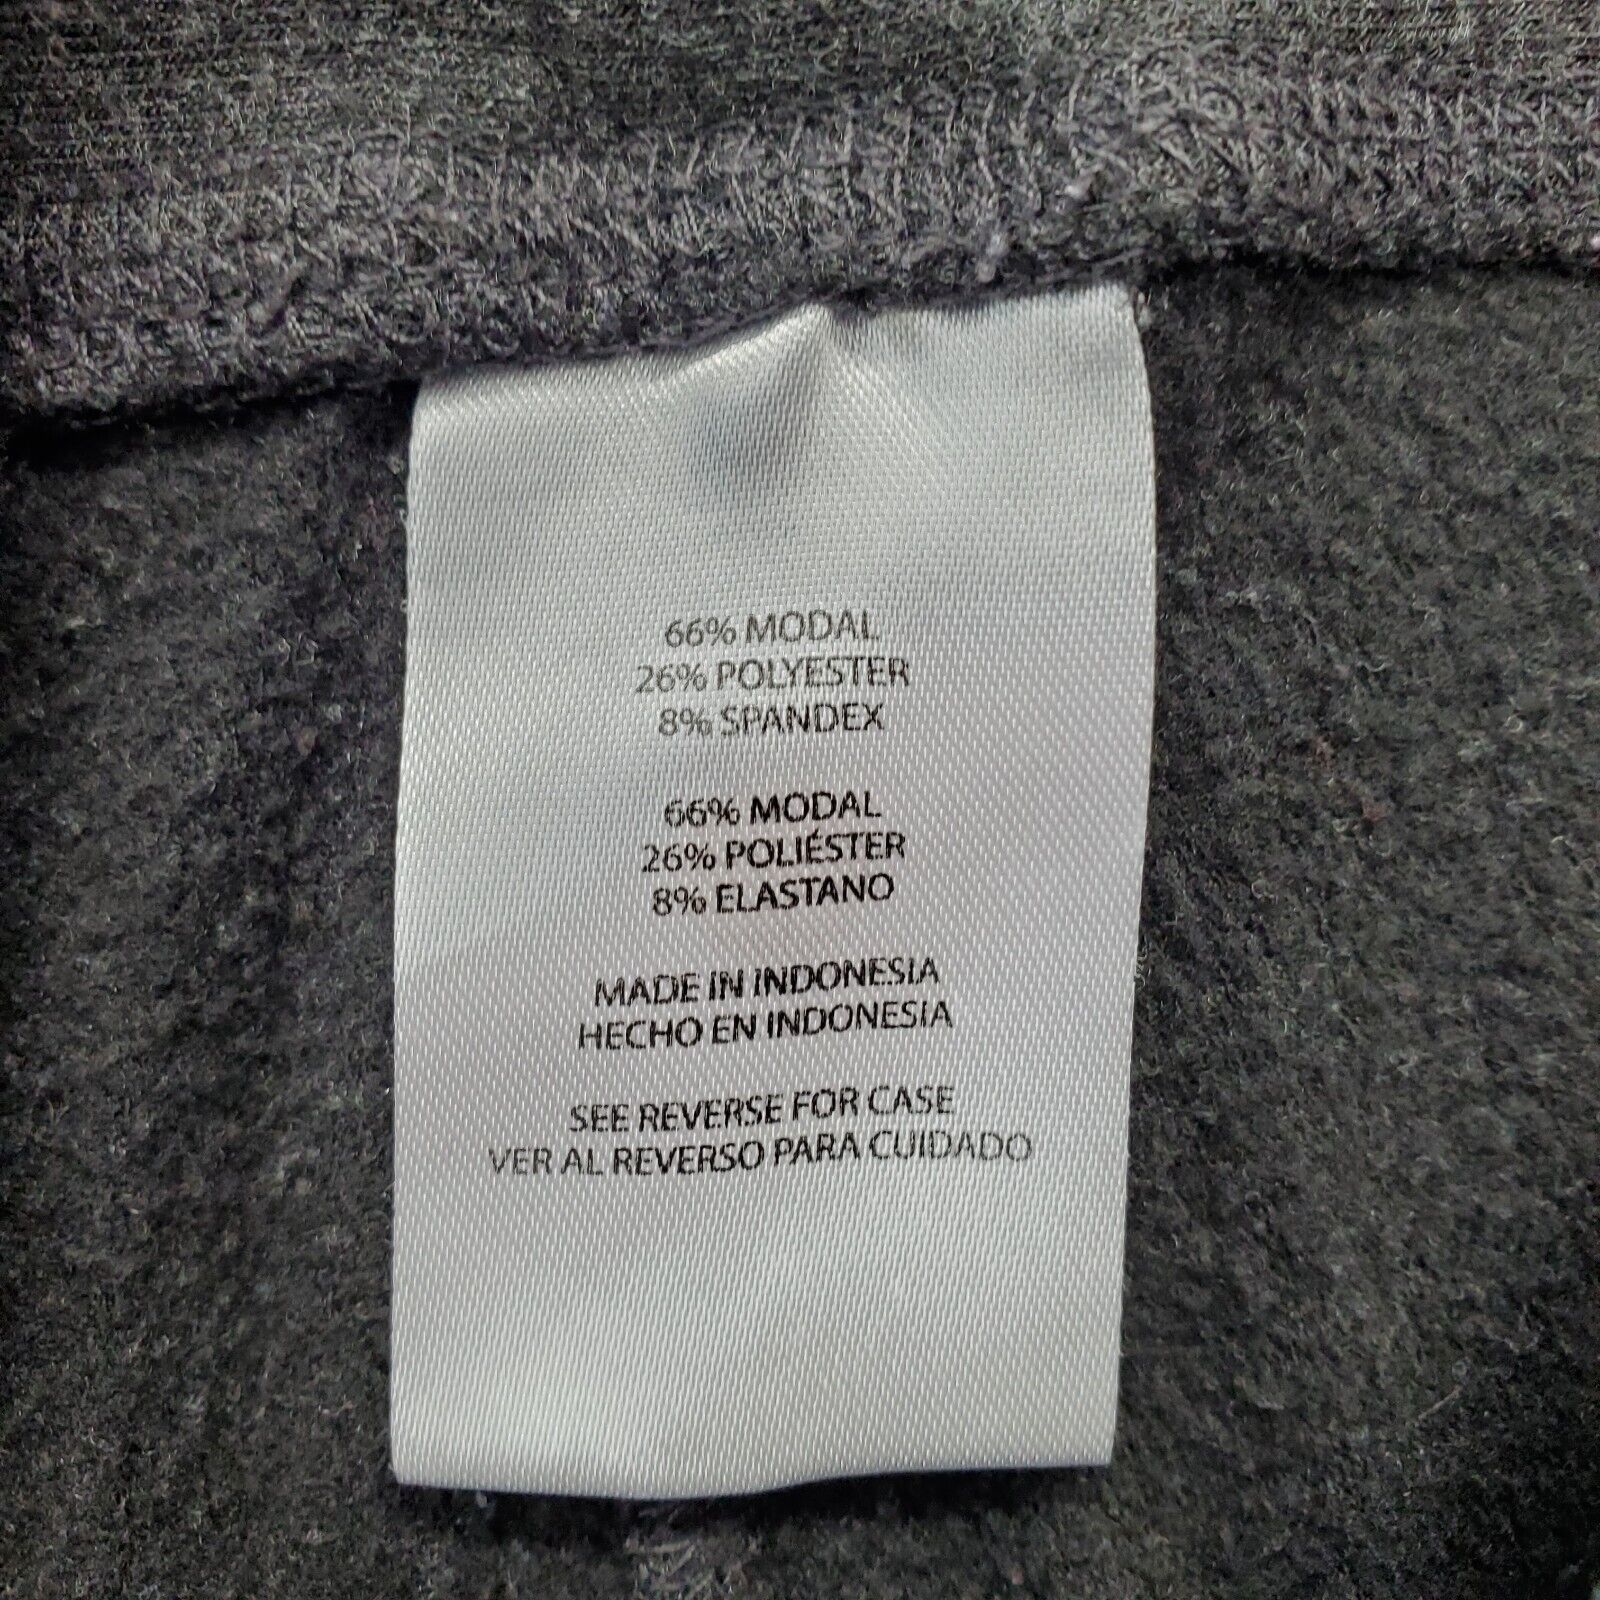 66% MODAL
26% POLYESTER
8% SPANDEX
66% MODAL
26% POLIÉSTER
8% ELASTANO
MADE IN INDONESIA
HECHO EN INDONESIA
SEE REVERSE FOR CASE
VER AL REVERSO PARA CUIDADO